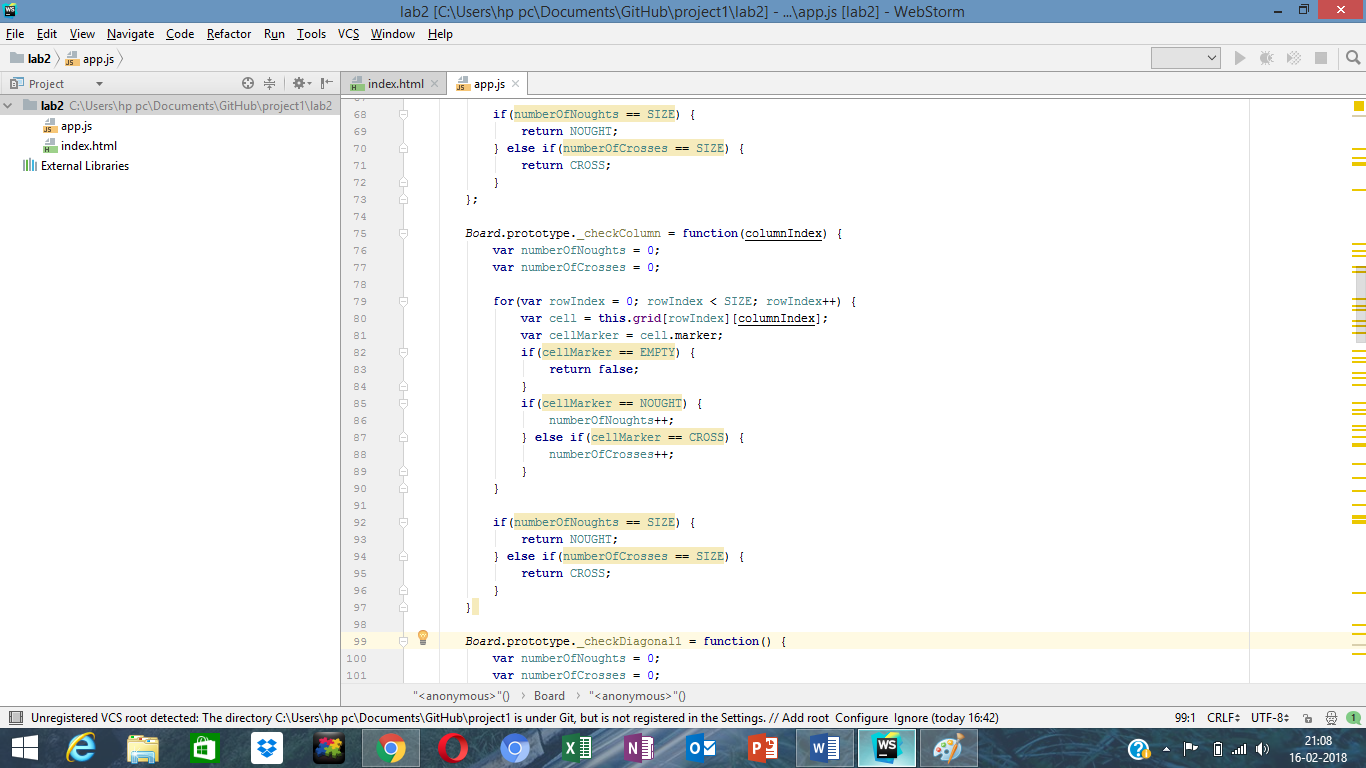 lab2 [C:\Users\hp pc\Documents\GitHub\project1\lab2] - ...\app.js [lab2] - WebStorm
File Edit View Navigate Code Refactor Run Tools VCS Window Help
lab2 app.js
Project
index.html app.js
lab2 C:\Users\hp pc\Documents\GitHub\project1\lab2
app.js
index.html
External Libraries
68 if(numberOfNoughts == SIZE) {
69 return NOUGHT;
70 } else if(numberOfCrosses == SIZE) {
71 return CROSS;
72 }
73 };
74
75 Board.prototype._checkColumn = function(columnIndex) {
76 var numberOfNoughts = 0;
77 var numberOfCrosses = 0;
78
79 for(var rowIndex = 0; rowIndex < SIZE; rowIndex++) {
80 var cell = this.grid[rowIndex][columnIndex];
81 var cellMarker = cell.marker;
82 if(cellMarker == EMPTY) {
83 return false;
84 }
85 if(cellMarker == NOUGHT) {
86 numberOfNoughts++;
87 } else if(cellMarker == CROSS) {
88 numberOfCrosses++;
89 }
90 }
91
92 if(numberOfNoughts == SIZE) {
93 return NOUGHT;
94 } else if(numberOfCrosses == SIZE) {
95 return CROSS;
96 }
97 }
98
99 Board.prototype._checkDiagonal1 = function() {
100 var numberOfNoughts = 0;
101 var numberOfCrosses = 0;
"<anonymous>"() Board "<anonymous>"()
Unregistered VCS root detected: The directory C:\Users\hp pc\Documents\GitHub\project1 is under Git, but is not registered in the Settings. // Add root Configure Ignore (today 16:42) 99:1 CRLF UTF-8 1
21:08
16-02-2018